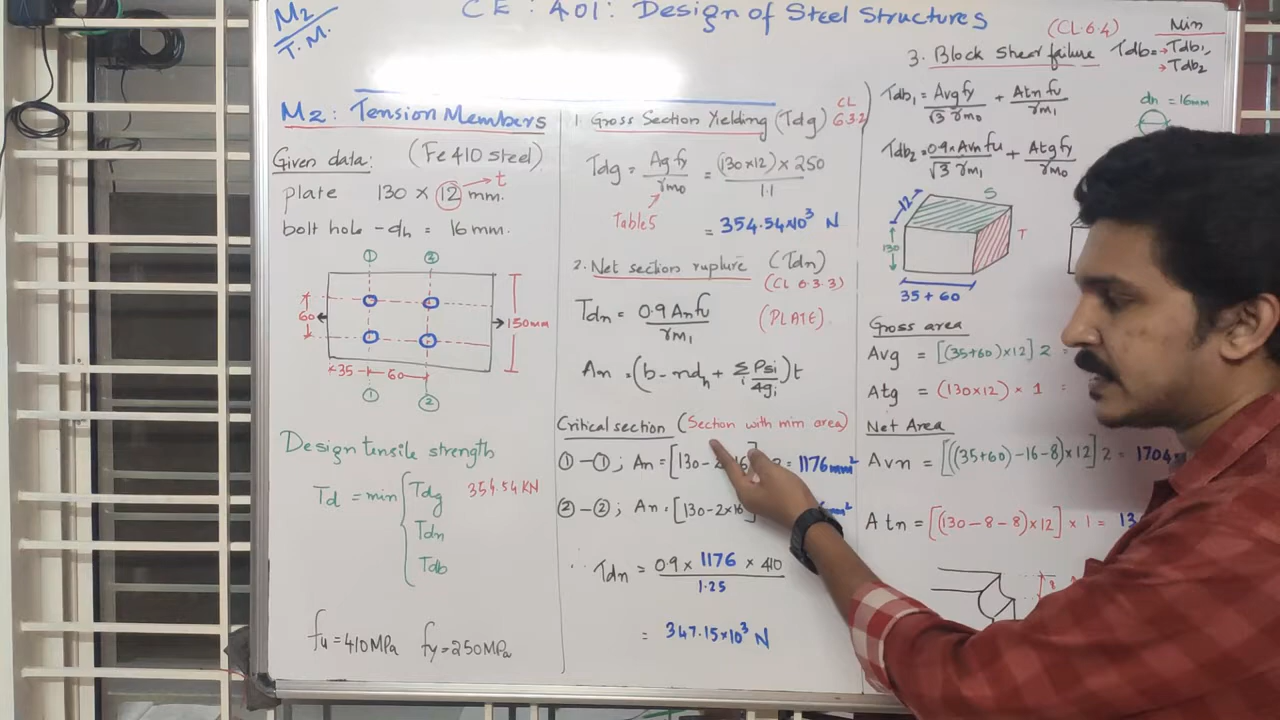 M2/
T.M.
CE : 401 : Design of Steel Structures
M2: Tension Members
Given data: (Fe 410 steel)
plate 130 × 12 mm. → t
bolt hole - dh = 16 mm.
① ②
60
150mm
35 60
① ②
Design tensile strength
Td = min { Tdg 354.54 KN
Tdn
Tdb
fu = 410 MPa fy = 250 MPa
1. Gross Section Yielding (Tdg) CL 6.3.2
Tdg = Ag fy / γm0 = (130×12) × 250 / 1.1
Table 5
= 354.54×10³ N
2. Net section rupture (Tdn)
(CL 6.3.3)
Tdn = 0.9 An fu / γm1 (PLATE)
An = (b - ndh + Σ Psi / 4gi) t
Critical section (Section with min area)
① - ① ; An = [130 - 2 16] 2 = 1176 mm²
② - ② ; An = [130 - 2×16] mm²
∴ Tdn = 0.9 × 1176 × 410 / 1.25
= 347.15×10³ N
(CL 6.4)
Min
3. Block Shear failure Tdb = → Tdb1,
→ Tdb2
Tdb1 = Avg fy / √3 γm0 + Atn fu / γm1
dh = 16mm
Tdb2 = 0.9 × Avn fu / √3 γm1 + Atg fy / γm0
12 S
130 T
35 + 60
Gross area
Avg = [(35+60)×12] 2 =
Atg = (130×12) × 1 =
Net Area
Avn = [((35+60) - 16 - 8)×12] 2 = 1704
Atn = [(130 - 8 - 8)×12] × 1 = 13